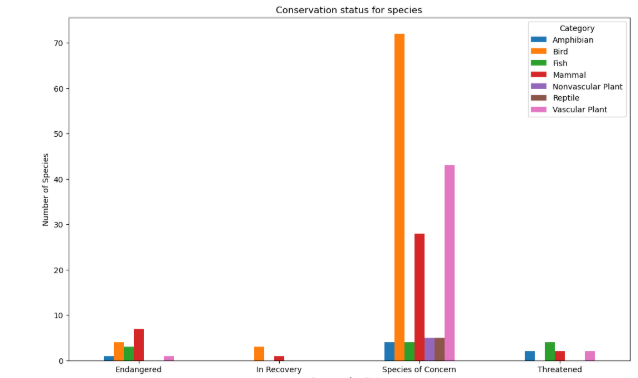 Conservation status for species
Category
Amphibian
Bird
Fish
Mammal
Nonvascular Plant
Reptile
Vascular Plant
Number of Species
70
60
50
40
30
20
10
0
Endangered
In Recovery
Species of Concern
Threatened